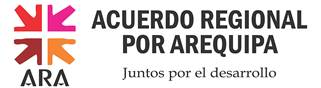 ACUERDO REGIONAL
POR AREQUIPA
Juntos por el desarrollo
ARA